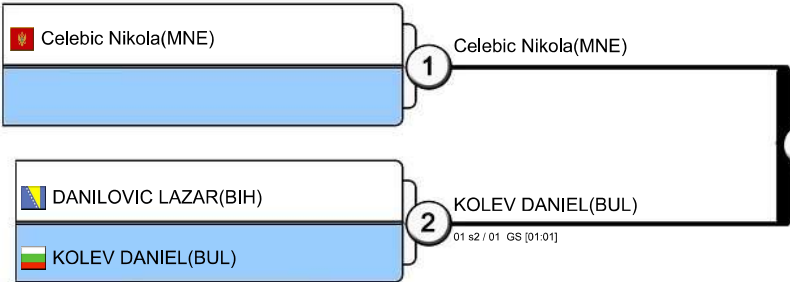 Celebic Nikola(MNE)
1
Celebic Nikola(MNE)
DANILOVIC LAZAR(BIH)
KOLEV DANIEL(BUL)
2
KOLEV DANIEL(BUL)
01 s2 / 01 GS [01:01]